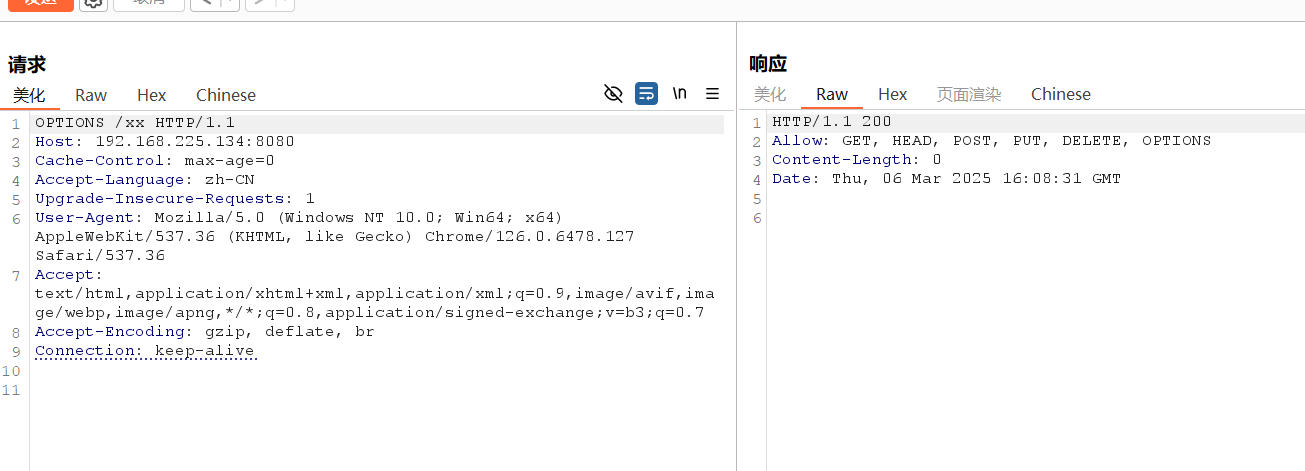 发送
取消
请求
美化 Raw Hex Chinese
\n
1 OPTIONS /xx HTTP/1.1
2 Host: 192.168.225.134:8080
3 Cache-Control: max-age=0
4 Accept-Language: zh-CN
5 Upgrade-Insecure-Requests: 1
6 User-Agent: Mozilla/5.0 (Windows NT 10.0; Win64; x64)
AppleWebKit/537.36 (KHTML, like Gecko) Chrome/126.0.6478.127
Safari/537.36
7 Accept:
text/html,application/xhtml+xml,application/xml;q=0.9,image/avif,ima
ge/webp,image/apng,*/*;q=0.8,application/signed-exchange;v=b3;q=0.7
8 Accept-Encoding: gzip, deflate, br
9 Connection: keep-alive
10
11
响应
美化 Raw Hex 页面渲染 Chinese
1 HTTP/1.1 200
2 Allow: GET, HEAD, POST, PUT, DELETE, OPTIONS
3 Content-Length: 0
4 Date: Thu, 06 Mar 2025 16:08:31 GMT
5
6